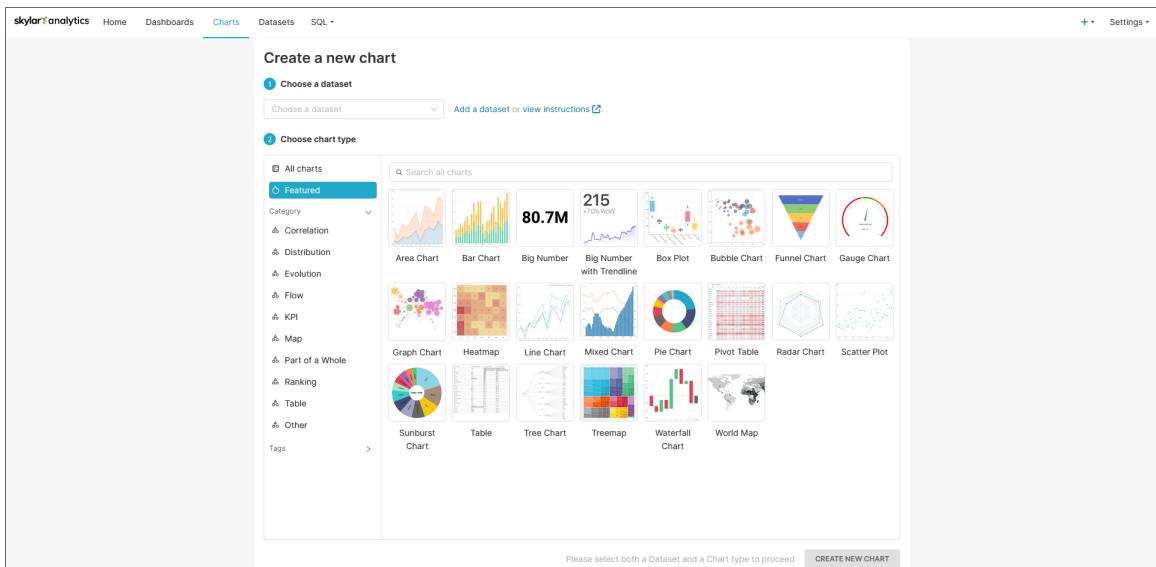 skylar analytics Home Dashboards Charts Datasets SQL Settings
Create a new chart
1 Choose a dataset
Choose a dataset Add a dataset or view instructions.
2 Choose chart type
All charts
Search all charts
Featured
Category
Correlation
Distribution
Evolution
Flow
KPI
Map
Part of a Whole
Ranking
Table
Other
Tags
80.7M
215
+7.0% WoW
Area Chart Bar Chart Big Number Big Number with Trendline Box Plot Bubble Chart Funnel Chart Gauge Chart
Graph Chart Heatmap Line Chart Mixed Chart Pie Chart Pivot Table Radar Chart Scatter Plot
Sunburst Chart Table Tree Chart Treemap Waterfall Chart World Map
Please select both a Dataset and a Chart type to proceed CREATE NEW CHART